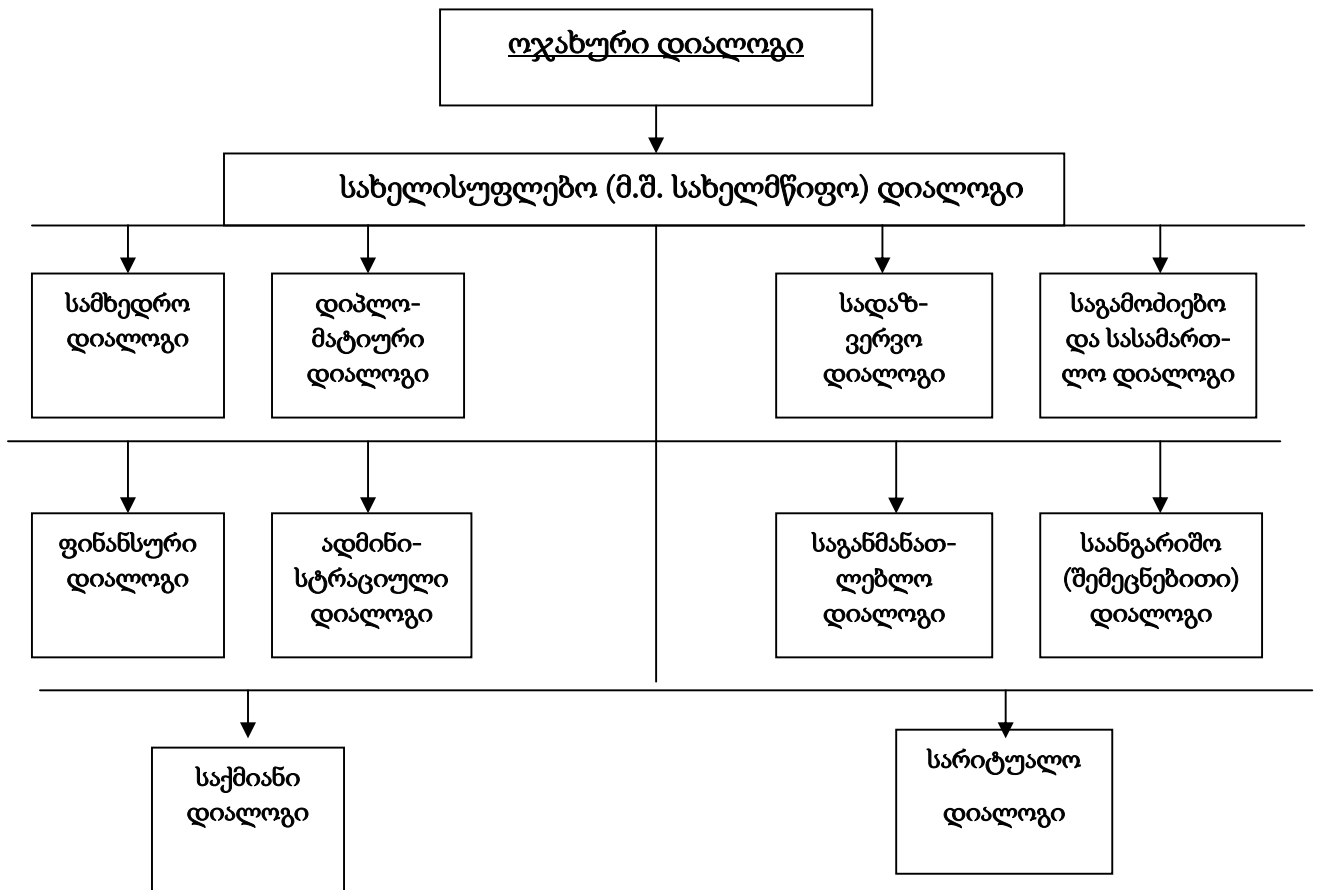 ოჯახური დიალოგი
სახელისუფლებო (მ.შ. სახელმწიფო) დიალოგი
სამხედრო
დიალოგი
დიპლო-
მატიური
დიალოგი
სადაზ-
ვერვო
დიალოგი
საგამოძიებო
და სასამართ-
ლო დიალოგი
ფინანსური
დიალოგი
ადმინი-
სტრაციული
დიალოგი
საგანმანათ-
ლებლო
დიალოგი
საანგარიშო
(შემეცნებითი)
დიალოგი
საქმიანი
დიალოგი
სარიტუალო
დიალოგი